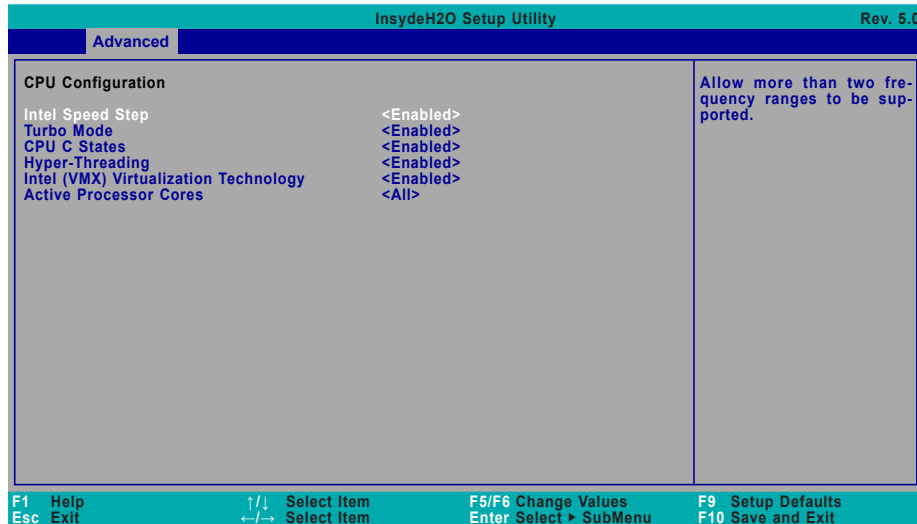 InsydeH2O Setup Utility Rev. 5.0
Advanced
CPU Configuration
Intel Speed Step <Enabled>
Turbo Mode <Enabled>
CPU C States <Enabled>
Hyper-Threading <Enabled>
Intel (VMX) Virtualization Technology <Enabled>
Active Processor Cores <All>
Allow more than two fre-
quency ranges to be sup-
ported.
F1 Help ↑/↓ Select Item F5/F6 Change Values F9 Setup Defaults
Esc Exit ←/→ Select Item Enter Select ▶ SubMenu F10 Save and Exit